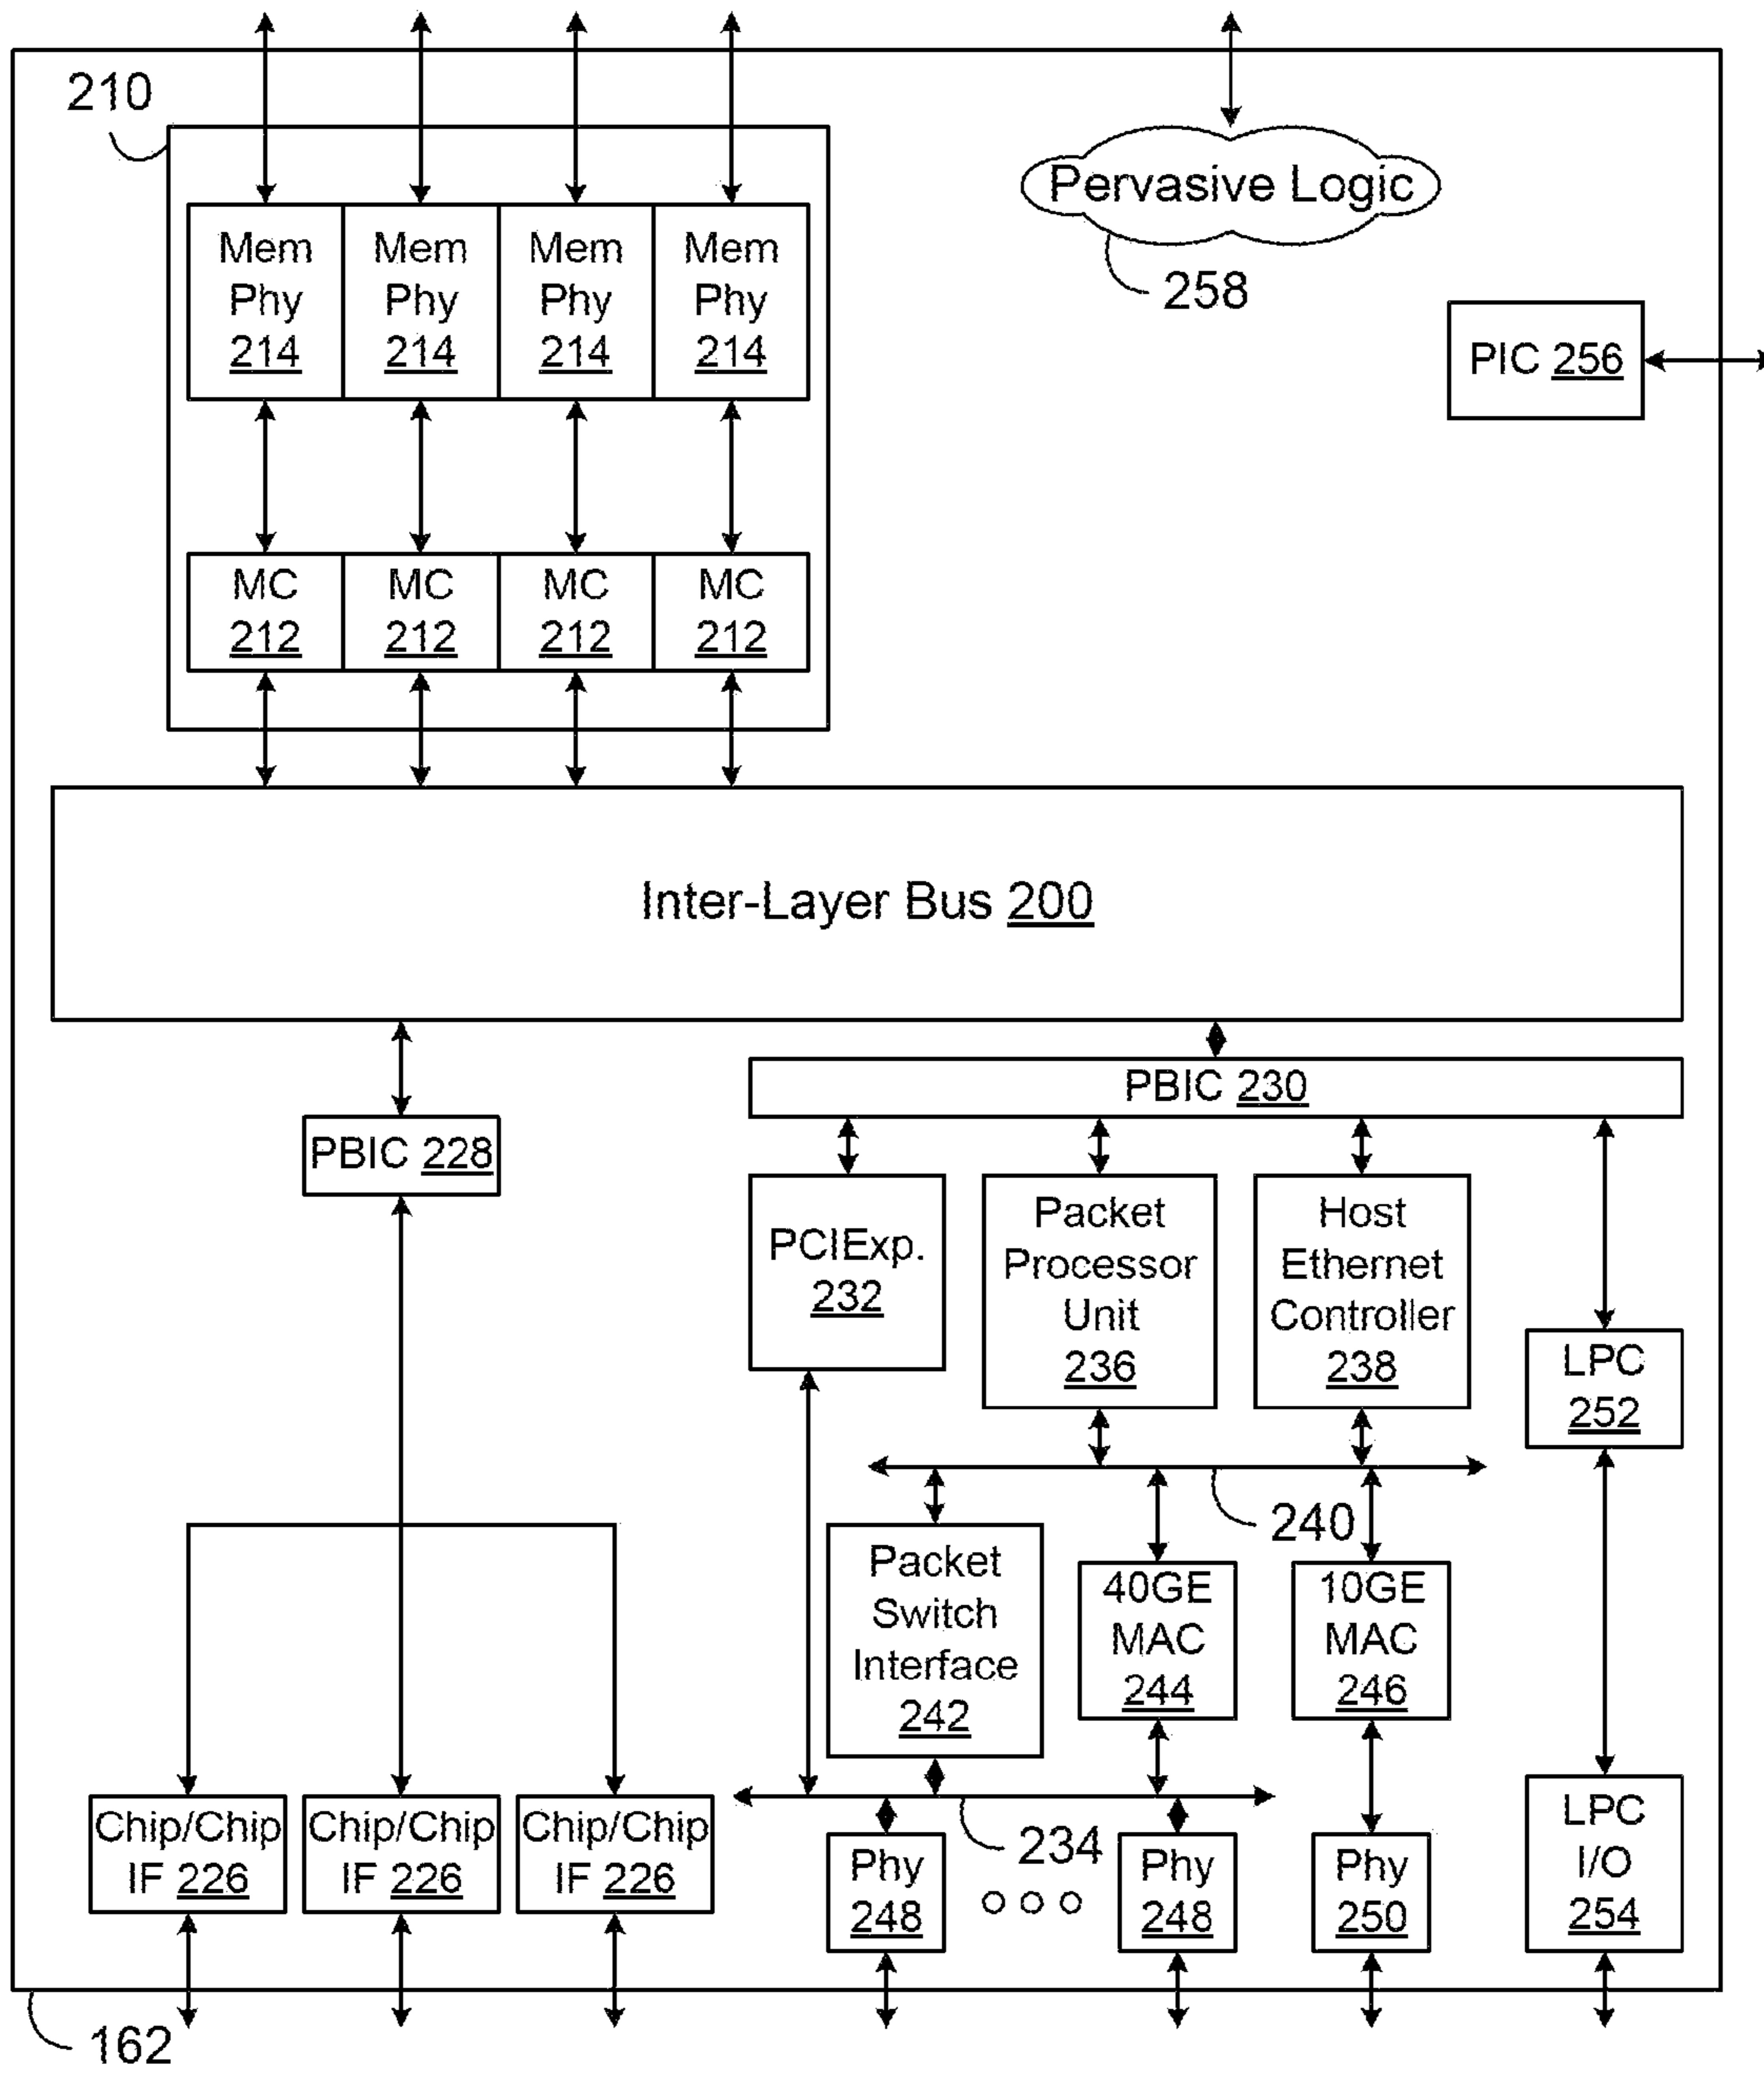 210
Pervasive Logic
258
Mem
Phy
214
Mem
Phy
214
Mem
Phy
214
Mem
Phy
214
PIC 256
MC
212
MC
212
MC
212
MC
212
Inter-Layer Bus 200
PBIC 230
PBIC 228
PCIExp.
232
Packet
Processor
Unit
236
Host
Ethernet
Controller
238
LPC
252
240
Packet
Switch
Interface
242
40GE
MAC
244
10GE
MAC
246
Chip/Chip
IF 226
Chip/Chip
IF 226
Chip/Chip
IF 226
234
Phy
248
Phy
248
Phy
250
LPC
I/O
254
162